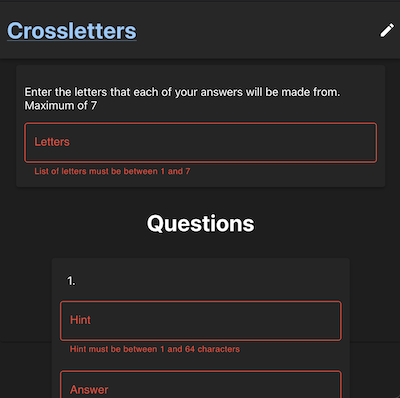 Crossletters
Enter the letters that each of your answers will be made from.
Maximum of 7
Letters
List of letters must be between 1 and 7
Questions
1.
Hint
Hint must be between 1 and 64 characters
Answer